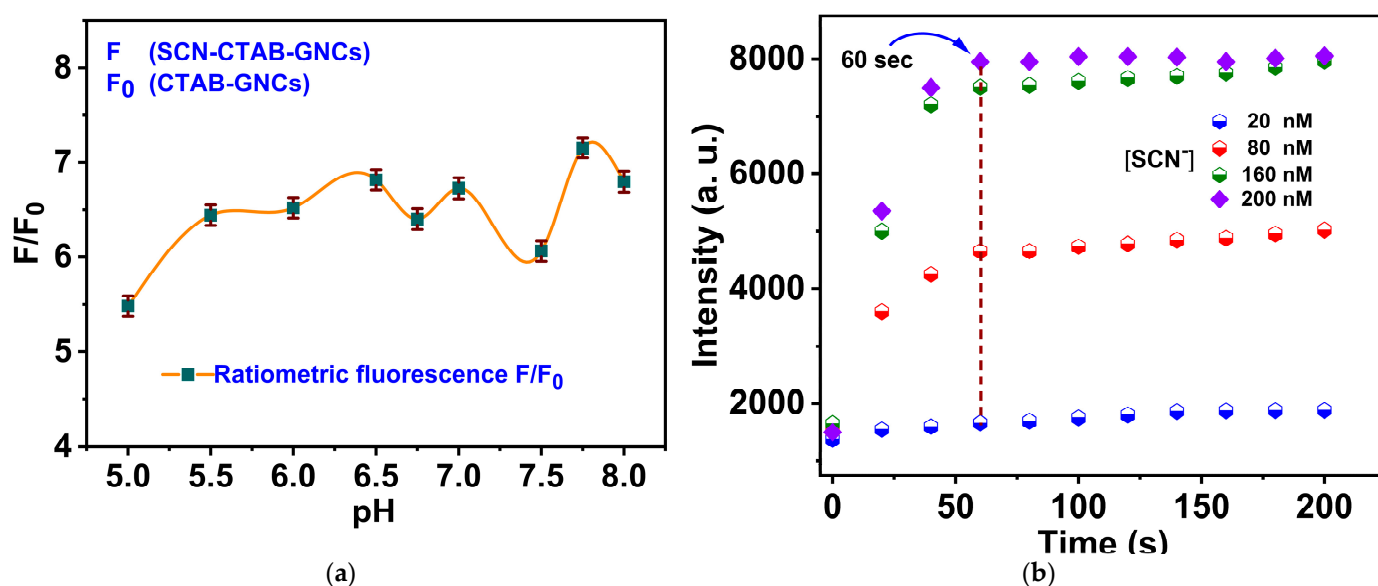 F (SCN-CTAB-GNCs)
F0 (CTAB-GNCs)
8
7
6
5
4
F/F0
Ratiometric fluorescence F/F0
5.0 5.5 6.0 6.5 7.0 7.5 8.0
pH
(a)
60 sec
8000
6000
4000
2000
Intensity (a. u.)
[SCN-]
20 nM
80 nM
160 nM
200 nM
0 50 100 150 200
Time (s)
(b)